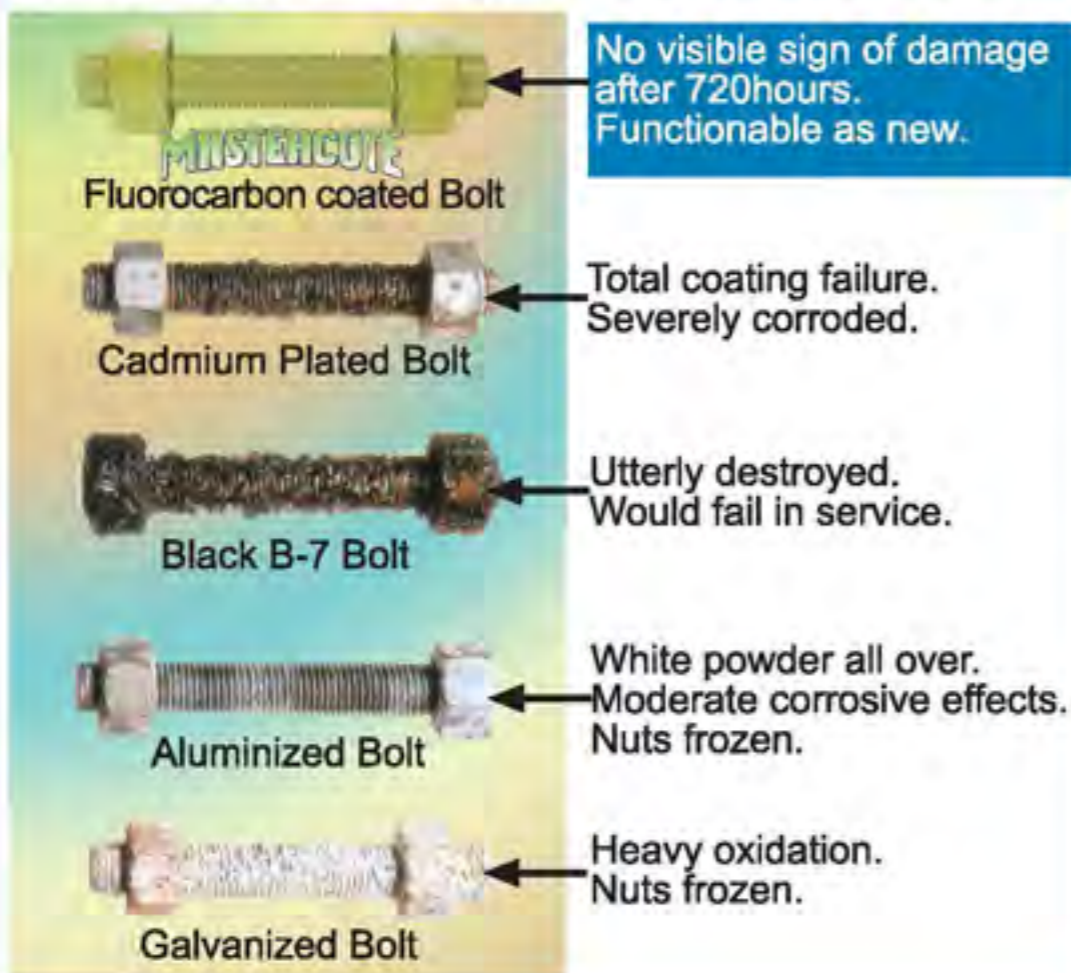 No visible sign of damage
after 720hours.
Functionable as new.
MASTERCOTE
Fluorocarbon coated Bolt
Total coating failure.
Severely corroded.
Cadmium Plated Bolt
Utterly destroyed.
Would fail in service.
Black B-7 Bolt
White powder all over.
Moderate corrosive effects.
Nuts frozen.
Aluminized Bolt
Heavy oxidation.
Nuts frozen.
Galvanized Bolt